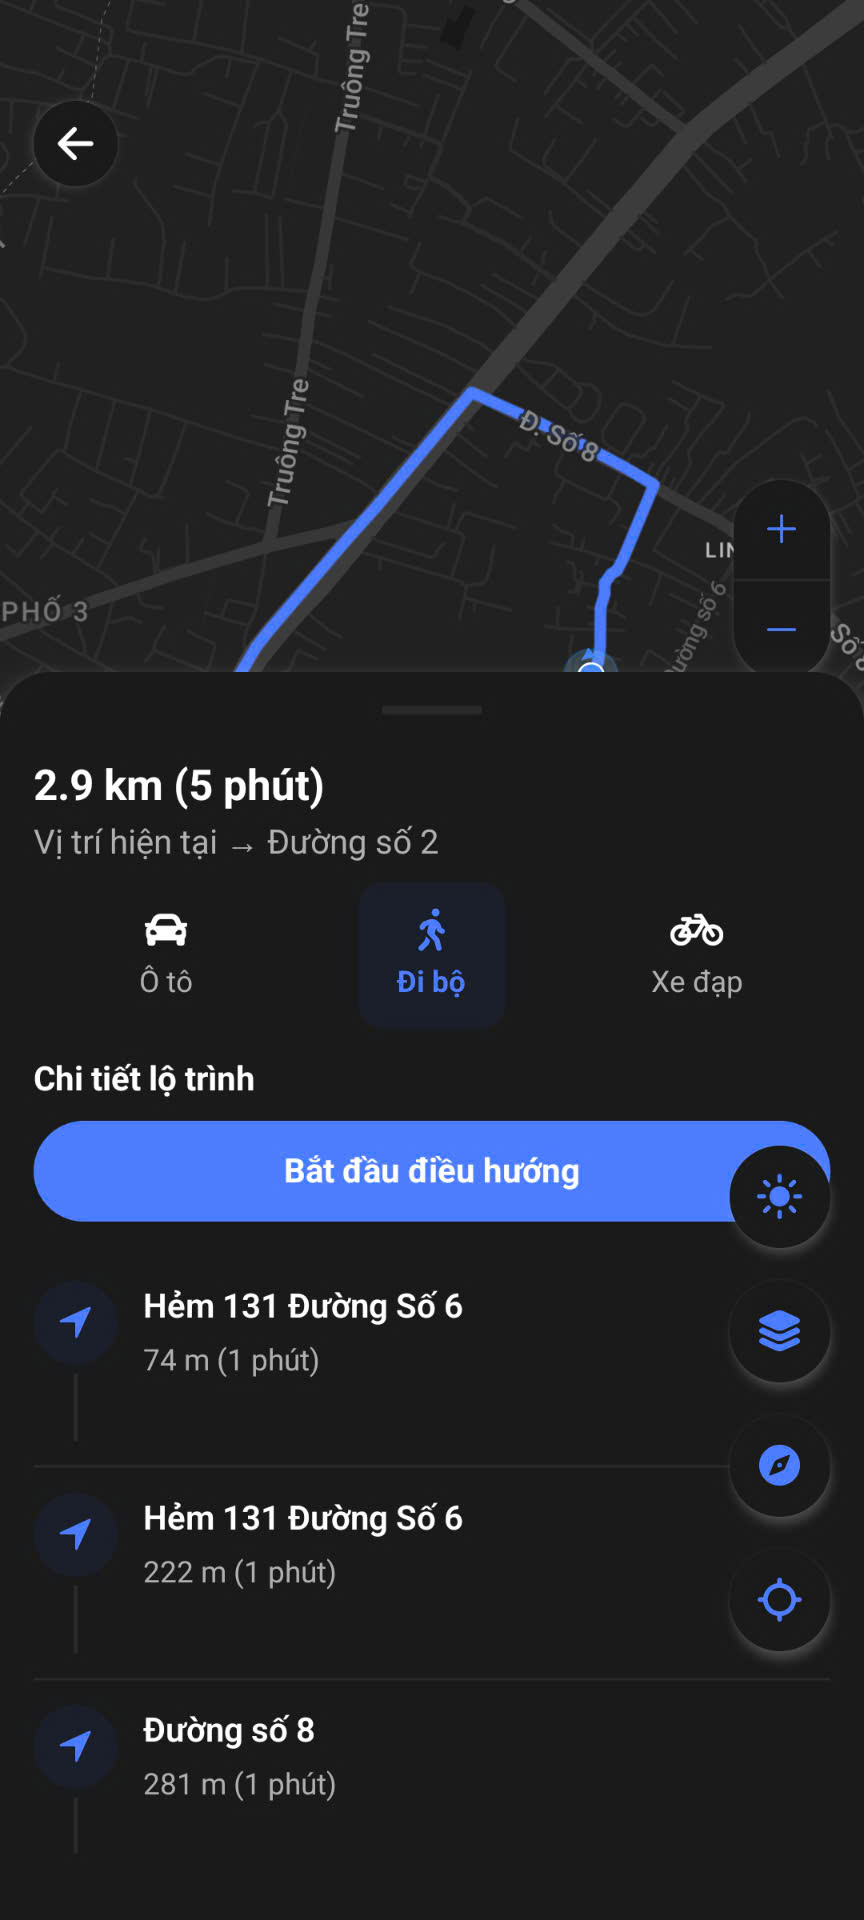 Truông Tre
Truông Tre
Đ. Số 8
LIN
PHỐ 3
Đường số 6
Số 8
2.9 km (5 phút)
Vị trí hiện tại → Đường số 2
Ô tô
Đi bộ
Xe đạp
Chi tiết lộ trình
Bắt đầu điều hướng
Hẻm 131 Đường Số 6
74 m (1 phút)
Hẻm 131 Đường Số 6
222 m (1 phút)
Đường số 8
281 m (1 phút)